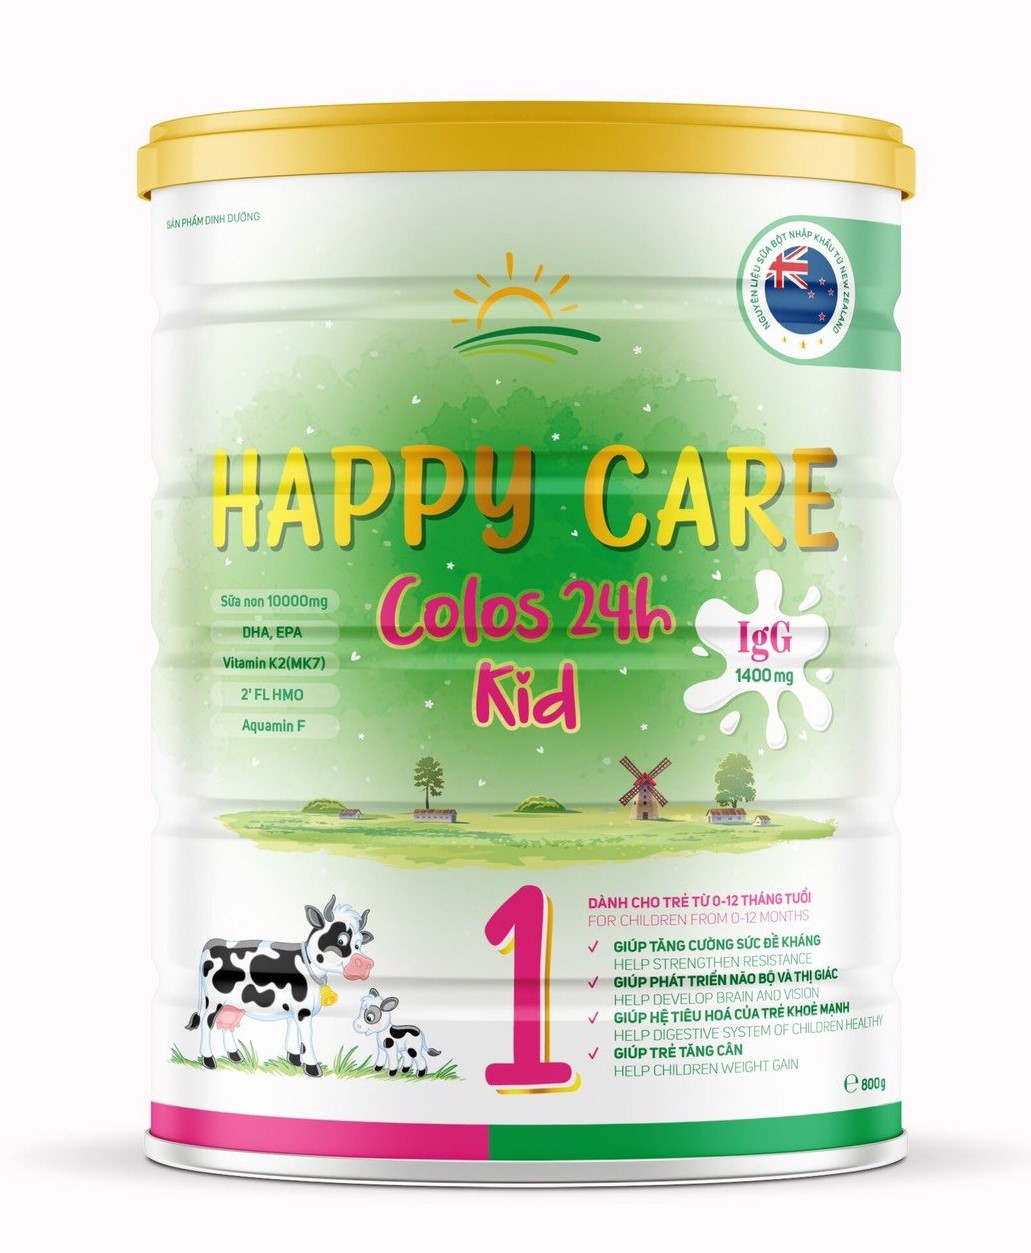 SẢN PHẨM DINH DƯỠNG
NGUYÊN LIỆU SỮA BỘT NHẬP KHẨU TỪ NEW ZEALAND
HAPPY CARE
Colos 24h
Kid
Sữa non 10000mg
DHA, EPA
Vitamin K2(MK7)
2' FL HMO
Aquamin F
IgG
1400 mg
1
DÀNH CHO TRẺ TỪ 0-12 THÁNG TUỔI
FOR CHILDREN FROM 0-12 MONTHS
✓ GIÚP TĂNG CƯỜNG SỨC ĐỀ KHÁNG
HELP STRENGTHEN RESISTANCE
✓ GIÚP PHÁT TRIỂN NÃO BỘ VÀ THỊ GIÁC
HELP DEVELOP BRAIN AND VISION
✓ GIÚP HỆ TIÊU HOÁ CỦA TRẺ KHOẺ MẠNH
HELP DIGESTIVE SYSTEM OF CHILDREN HEALTHY
✓ GIÚP TRẺ TĂNG CÂN
HELP CHILDREN WEIGHT GAIN
℮ 800g